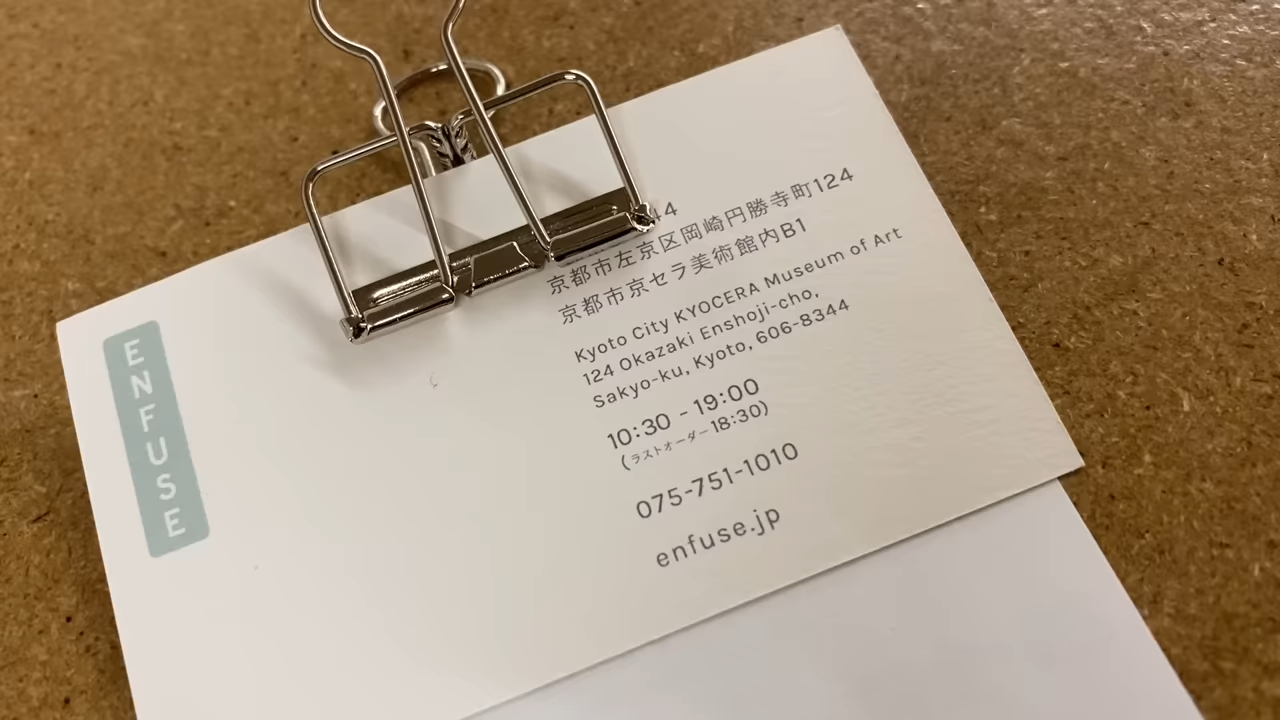 ENFUSE
44
京都市左京区岡崎円勝寺町124
京都市京セラ美術館内B1
Kyoto City KYOCERA Museum of Art
124 Okazaki Enshoji-cho,
Sakyo-ku, Kyoto, 606-8344
10:30 - 19:00
(ラストオーダー18:30)
075-751-1010
enfuse.jp